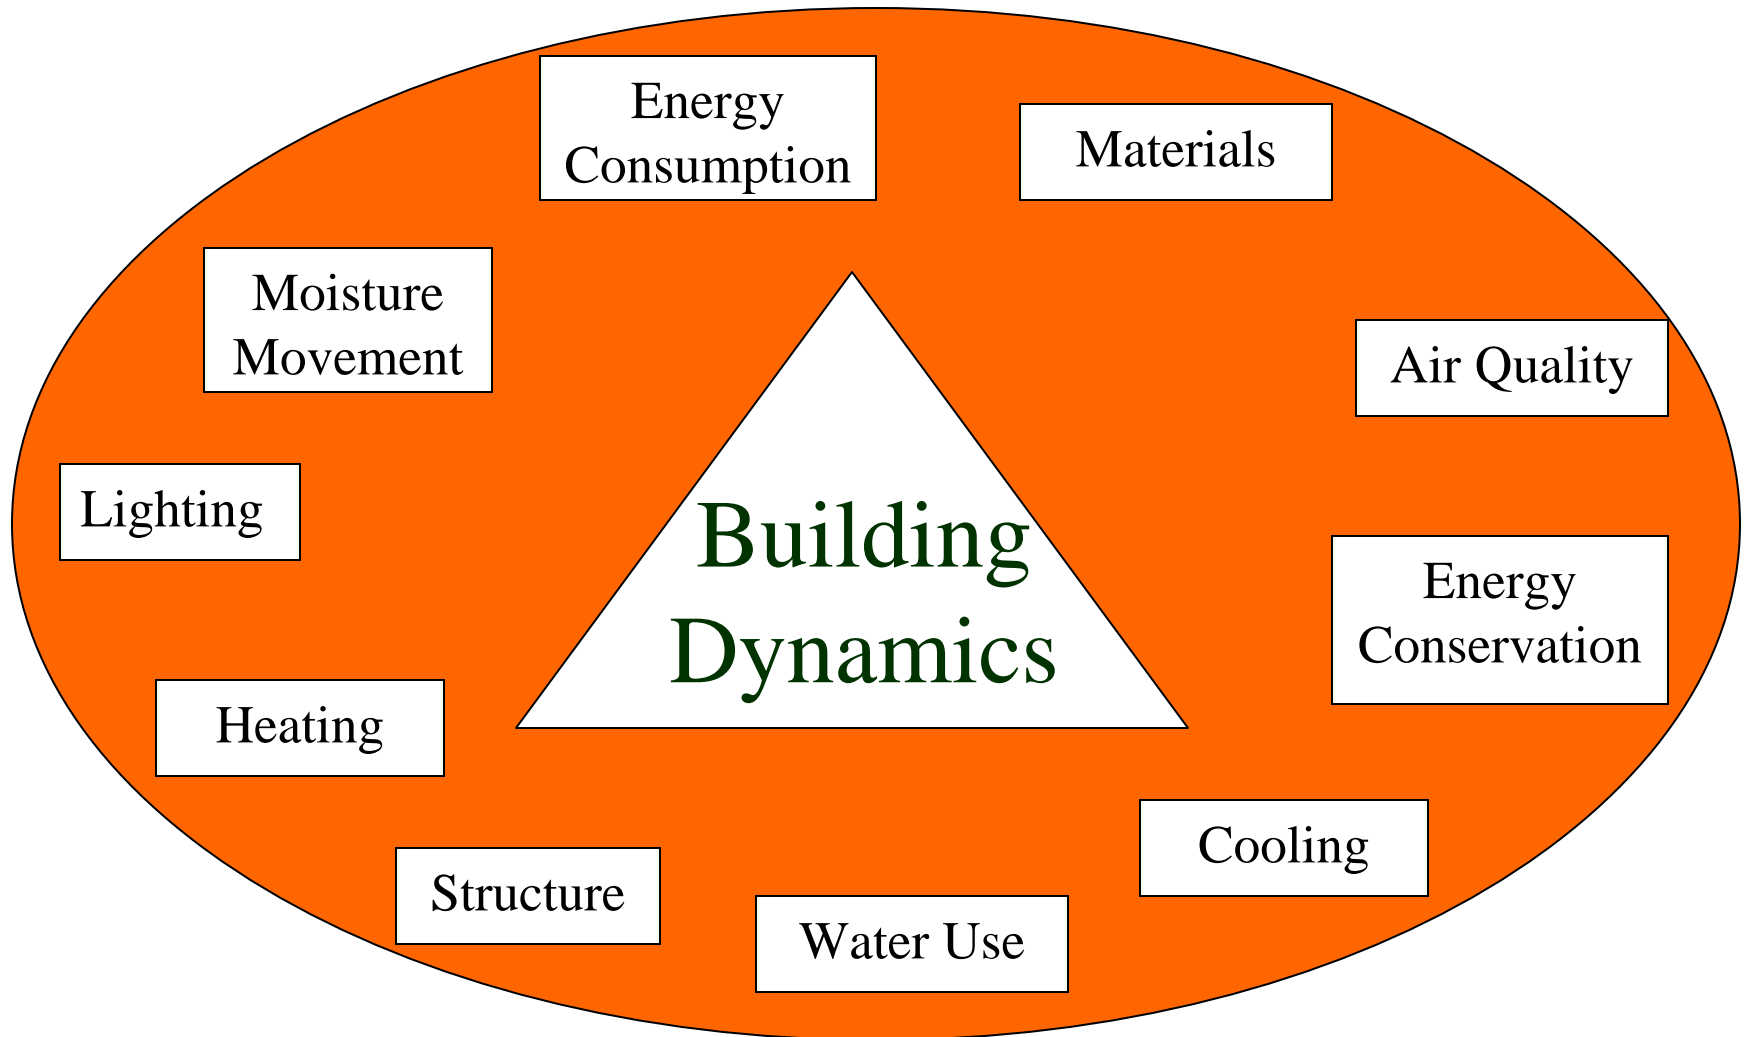 Energy
Consumption
Materials
Moisture
Movement
Air Quality
Lighting
Building
Dynamics
Energy
Conservation
Heating
Cooling
Structure
Water Use